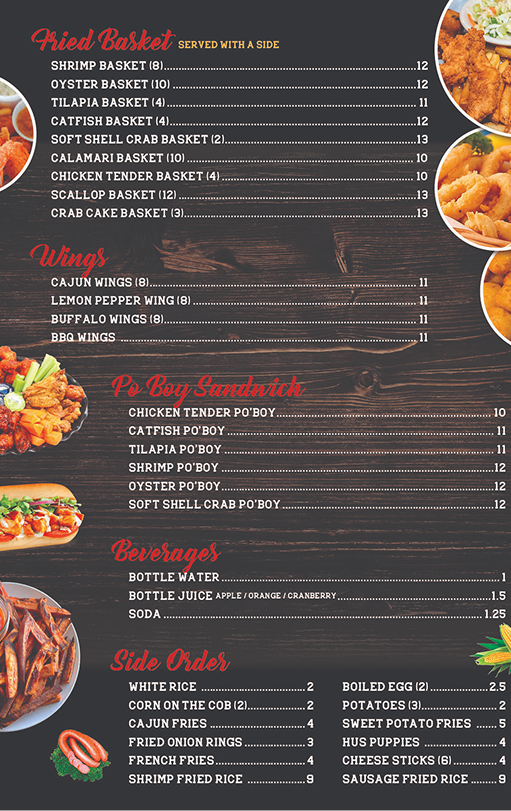 Fried Basket SERVED WITH A SIDE
SHRIMP BASKET (8)........12
OYSTER BASKET (10)........12
TILAPIA BASKET (4)........11
CATFISH BASKET (4)........12
SOFT SHELL CRAB BASKET (2)........13
CALAMARI BASKET (10)........10
CHICKEN TENDER BASKET (4)........10
SCALLOP BASKET (12)........13
CRAB CAKE BASKET (3)........13
Wings
CAJUN WINGS (8)........11
LEMON PEPPER WING (8)........11
BUFFALO WINGS (8)........11
BBQ WINGS........11
Po Boy Sandwich
CHICKEN TENDER PO'BOY........10
CATFISH PO'BOY........11
TILAPIA PO'BOY........11
SHRIMP PO'BOY........12
OYSTER PO'BOY........12
SOFT SHELL CRAB PO'BOY........12
Beverages
BOTTLE WATER........1
BOTTLE JUICE APPLE / ORANGE / CRANBERRY........1.5
SODA........1.25
Side Order
WHITE RICE........2
CORN ON THE COB (2)........2
CAJUN FRIES........4
FRIED ONION RINGS........3
FRENCH FRIES........4
SHRIMP FRIED RICE........9
BOILED EGG (2)........2.5
POTATOES (3)........2
SWEET POTATO FRIES........5
HUS PUPPIES........4
CHEESE STICKS (6)........4
SAUSAGE FRIED RICE........9